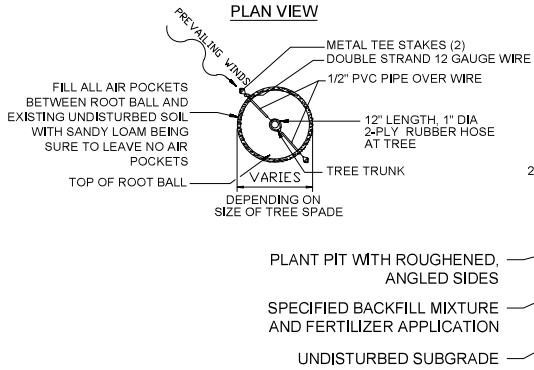 PLAN VIEW
PREVAILING WINDS
METAL TEE STAKES (2)
DOUBLE STRAND 12 GAUGE WIRE
1/2" PVC PIPE OVER WIRE
FILL ALL AIR POCKETS
BETWEEN ROOT BALL AND
EXISTING UNDISTURBED SOIL
WITH SANDY LOAM BEING
SURE TO LEAVE NO AIR
POCKETS
12" LENGTH, 1" DIA
2-PLY RUBBER HOSE
AT TREE
TOP OF ROOT BALL
VARIES
TREE TRUNK
2
DEPENDING ON
SIZE OF TREE SPADE
PLANT PIT WITH ROUGHENED,
ANGLED SIDES
SPECIFIED BACKFILL MIXTURE
AND FERTILIZER APPLICATION
UNDISTURBED SUBGRADE